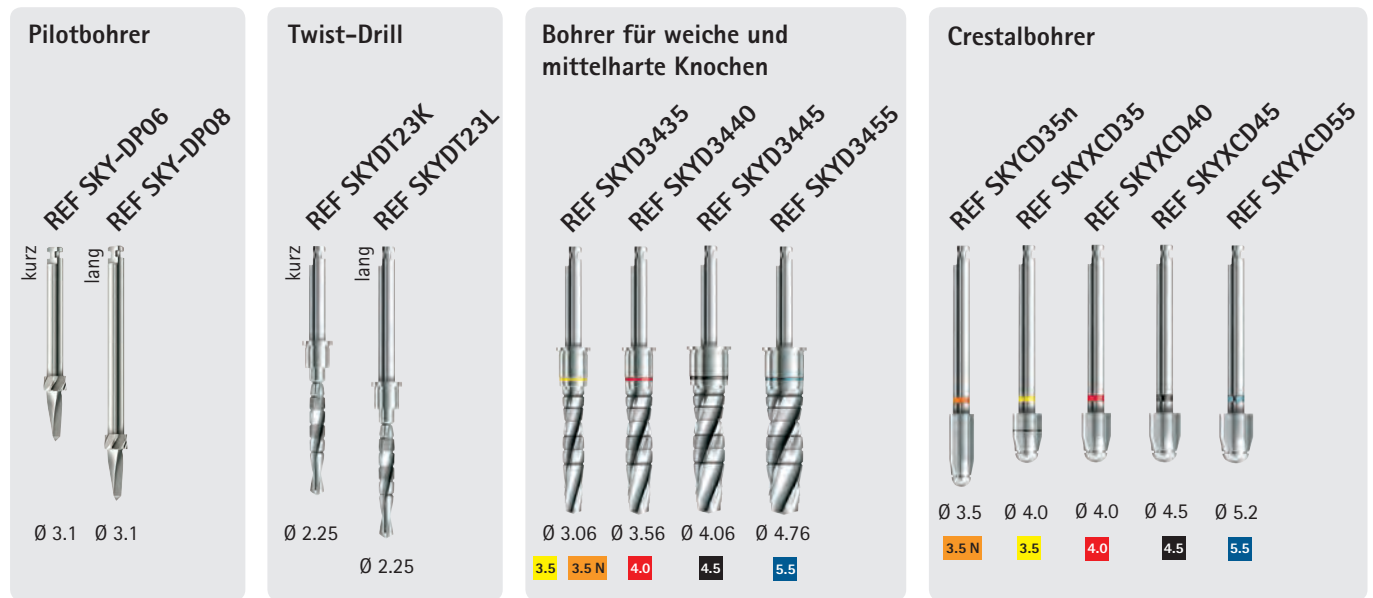 Pilotbohrer
REF SKY-DP06
REF SKY-DP08
kurz
lang
Ø 3.1
Ø 3.1
Twist-Drill
REF SKYDT23K
REF SKYDT23L
kurz
lang
Ø 2.25
Ø 2.25
Bohrer für weiche und
mittelharte Knochen
REF SKYD3435
REF SKYD3440
REF SKYD3445
REF SKYD3455
Ø 3.06
Ø 3.56
Ø 4.06
Ø 4.76
3.5
3.5 N
4.0
4.5
5.5
Crestalbohrer
REF SKYCD35n
REF SKYXCD35
REF SKYXCD40
REF SKYXCD45
REF SKYXCD55
Ø 3.5
Ø 4.0
Ø 4.0
Ø 4.5
Ø 5.2
3.5 N
3.5
4.0
4.5
5.5